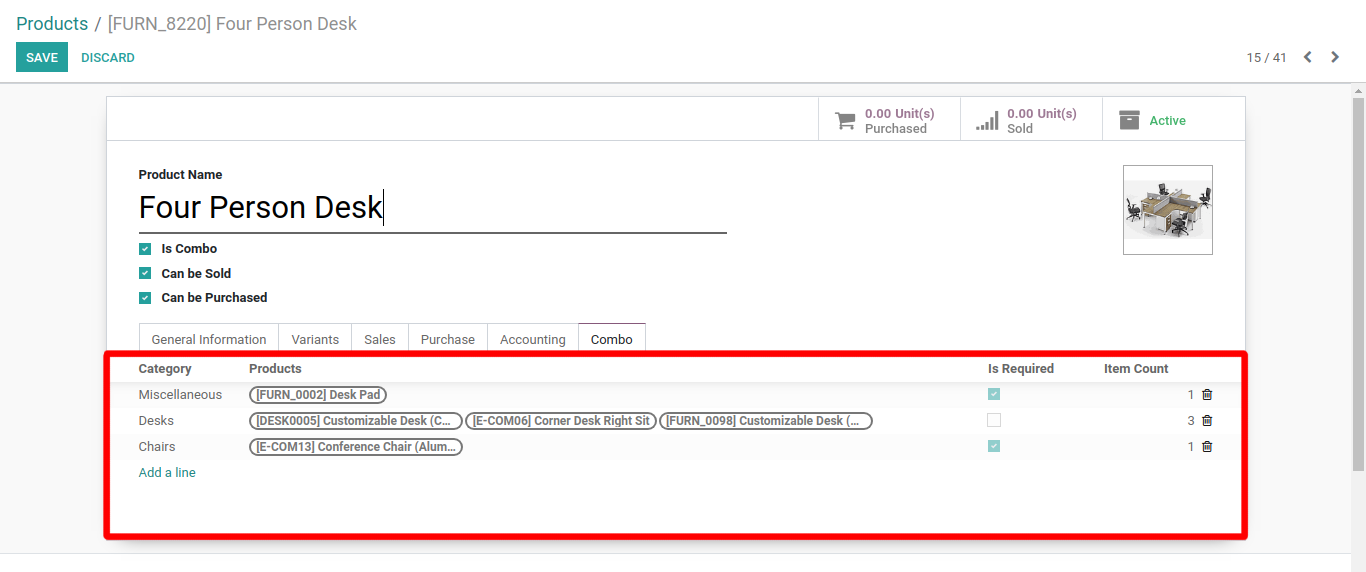 Products / [FURN_8220] Four Person Desk
SAVE DISCARD 15 / 41
0.00 Unit(s) Purchased
0.00 Unit(s) Sold
Active
Product Name
Four Person Desk
Is Combo
Can be Sold
Can be Purchased
General Information Variants Sales Purchase Accounting Combo
Category Products Is Required Item Count
Miscellaneous [FURN_0002] Desk Pad 1
Desks [DESK0005] Customizable Desk (C... [E-COM06] Corner Desk Right Sit [FURN_0098] Customizable Desk (... 3
Chairs [E-COM13] Conference Chair (Alum... 1
Add a line